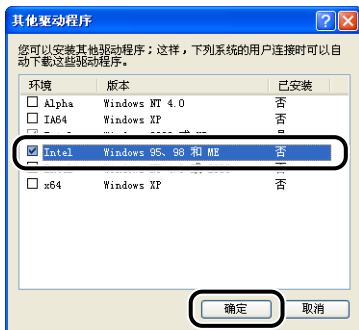 其他驱动程序
您可以安装其他驱动程序；这样，下列系统的用户连接时可以自
动下载这些驱动程序。
环境 版本 已安装
Alpha Windows NT 4.0 否
IA64 Windows XP 否
Intel Windows 95、98 和 ME 否
x64 Windows XP 否
确定 取消